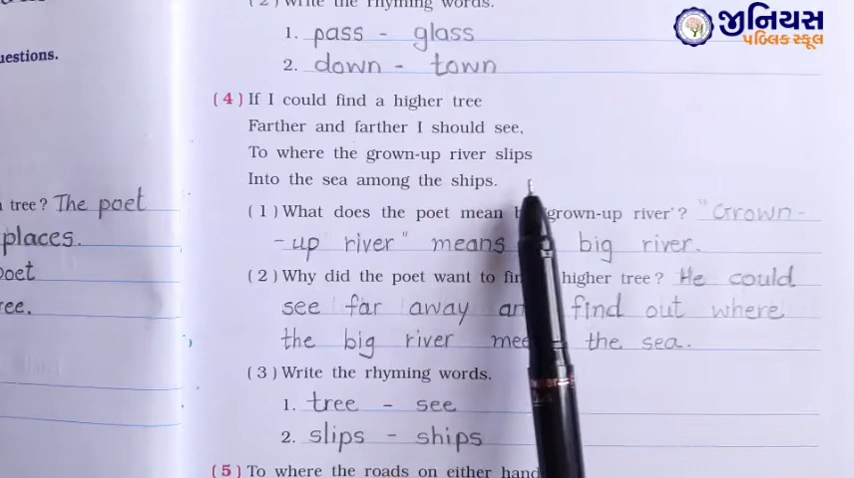 (2) Write the rhyming words.
જીનિયસ
પબ્લિક સ્કૂલ
1. pass - glass
uestions.
2. down - town
(4) If I could find a higher tree
Farther and farther I should see,
To where the grown-up river slips
Into the sea among the ships.
tree? The poet
(1) What does the poet mean 'grown-up river'? "Grown-
places.
-up river" means big river.
poet
(2) Why did the poet want to higher tree? He could
ree.
see far away find out where
the big river the sea.
(3) Write the rhyming words.
1. tree - see
2. slips - ships
(5) To where the roads on either hand